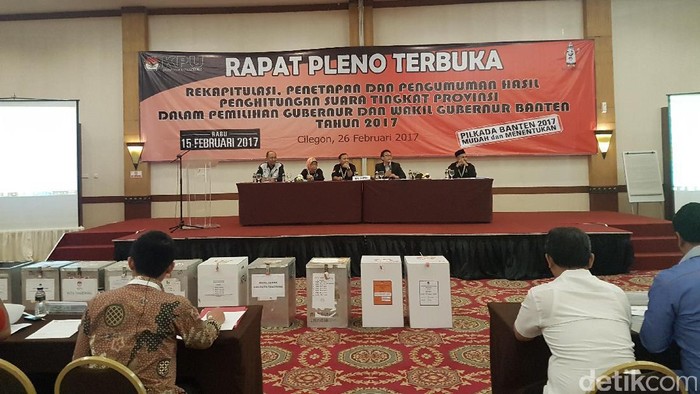 KPU
RAPAT PLENO TERBUKA
REKAPITULASI, PENETAPAN DAN PENGUMUMAN HASIL
PENGHITUNGAN SUARA TINGKAT PROVINSI
DALAM PEMILIHAN GUBERNUR DAN WAKIL GUBERNUR BANTEN
TAHUN 2017
Cilegon, 26 Februari 2017
RABU
15 FEBRUARI 2017
PILKADA BANTEN 2017
MUDAH dan MENENTUKAN
detikcom